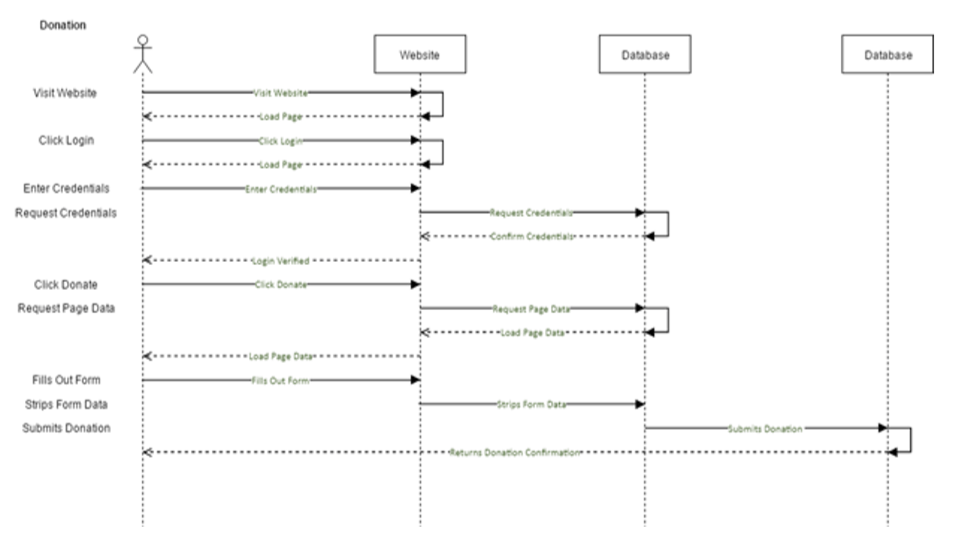 Donation
Website
Database
Database
Visit Website
Visit Website
Load Page
Click Login
Click Login
Load Page
Enter Credentials
Enter Credentials
Request Credentials
Request Credentials
Confirm Credentials
Login Verified
Click Donate
Click Donate
Request Page Data
Request Page Data
Load Page Data
Load Page Data
Fills Out Form
Fills Out Form
Strips Form Data
Strips Form Data
Submits Donation
Submits Donation
Returns Donation Confirmation